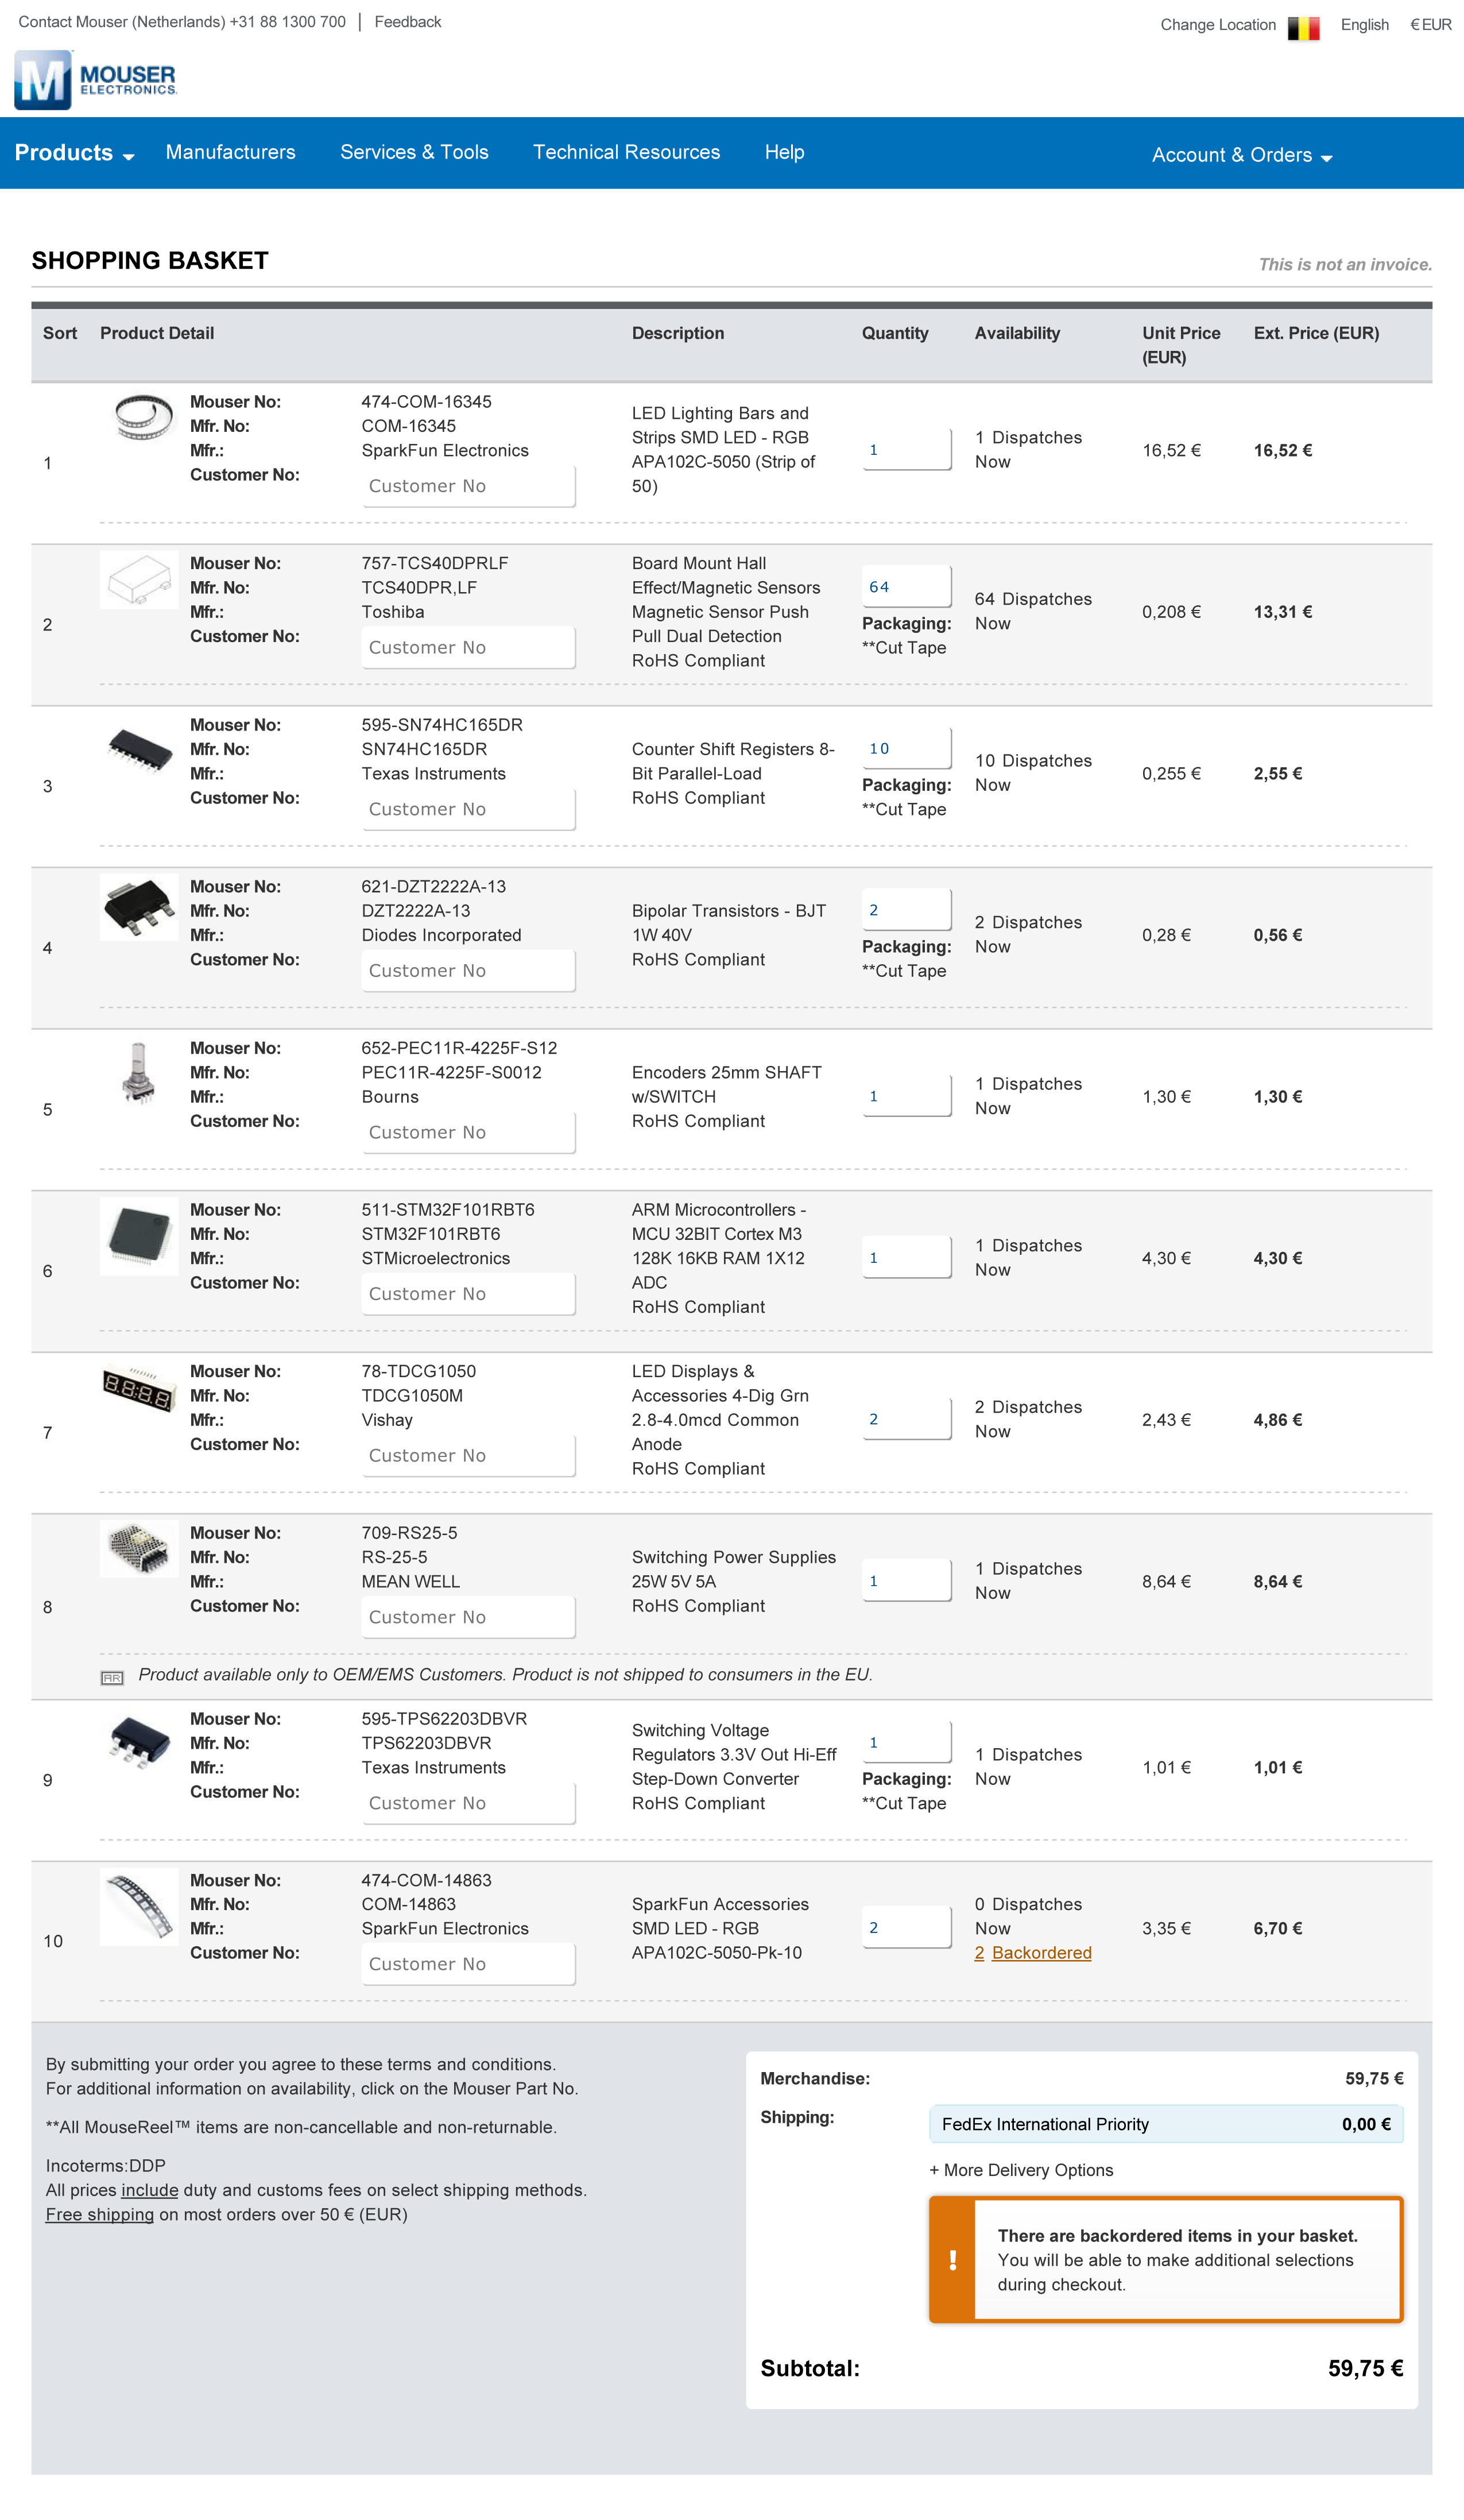 Contact Mouser (Netherlands) +31 88 1300 700 | Feedback
Change Location English € EUR
M MOUSER
ELECTRONICS
Products Manufacturers Services & Tools Technical Resources Help Account & Orders
SHOPPING BASKET
This is not an invoice.
Sort Product Detail Description Quantity Availability Unit Price (EUR) Ext. Price (EUR)
1
Mouser No: 474-COM-16345
Mfr. No: COM-16345
Mfr.: SparkFun Electronics
Customer No: Customer No
LED Lighting Bars and
Strips SMD LED - RGB
APA102C-5050 (Strip of
50)
1
1 Dispatches
Now
16,52 €
16,52 €
2
Mouser No: 757-TCS40DPRLF
Mfr. No: TCS40DPR,LF
Mfr.: Toshiba
Customer No: Customer No
Board Mount Hall
Effect/Magnetic Sensors
Magnetic Sensor Push
Pull Dual Detection
RoHS Compliant
64
Packaging:
**Cut Tape
64 Dispatches
Now
0,208 €
13,31 €
3
Mouser No: 595-SN74HC165DR
Mfr. No: SN74HC165DR
Mfr.: Texas Instruments
Customer No: Customer No
Counter Shift Registers 8-
Bit Parallel-Load
RoHS Compliant
10
Packaging:
**Cut Tape
10 Dispatches
Now
0,255 €
2,55 €
4
Mouser No: 621-DZT2222A-13
Mfr. No: DZT2222A-13
Mfr.: Diodes Incorporated
Customer No: Customer No
Bipolar Transistors - BJT
1W 40V
RoHS Compliant
2
Packaging:
**Cut Tape
2 Dispatches
Now
0,28 €
0,56 €
5
Mouser No: 652-PEC11R-4225F-S12
Mfr. No: PEC11R-4225F-S0012
Mfr.: Bourns
Customer No: Customer No
Encoders 25mm SHAFT
w/SWITCH
RoHS Compliant
1
1 Dispatches
Now
1,30 €
1,30 €
6
Mouser No: 511-STM32F101RBT6
Mfr. No: STM32F101RBT6
Mfr.: STMicroelectronics
Customer No: Customer No
ARM Microcontrollers -
MCU 32BIT Cortex M3
128K 16KB RAM 1X12
ADC
RoHS Compliant
1
1 Dispatches
Now
4,30 €
4,30 €
7
Mouser No: 78-TDCG1050
Mfr. No: TDCG1050M
Mfr.: Vishay
Customer No: Customer No
LED Displays &
Accessories 4-Dig Grn
2.8-4.0mcd Common
Anode
RoHS Compliant
2
2 Dispatches
Now
2,43 €
4,86 €
8
Mouser No: 709-RS25-5
Mfr. No: RS-25-5
Mfr.: MEAN WELL
Customer No: Customer No
Switching Power Supplies
25W 5V 5A
RoHS Compliant
1
1 Dispatches
Now
8,64 €
8,64 €
AR Product available only to OEM/EMS Customers. Product is not shipped to consumers in the EU.
9
Mouser No: 595-TPS62203DBVR
Mfr. No: TPS62203DBVR
Mfr.: Texas Instruments
Customer No: Customer No
Switching Voltage
Regulators 3.3V Out Hi-Eff
Step-Down Converter
RoHS Compliant
1
Packaging:
**Cut Tape
1 Dispatches
Now
1,01 €
1,01 €
10
Mouser No: 474-COM-14863
Mfr. No: COM-14863
Mfr.: SparkFun Electronics
Customer No: Customer No
SparkFun Accessories
SMD LED - RGB
APA102C-5050-Pk-10
2
0 Dispatches
Now
2 Backordered
3,35 €
6,70 €
By submitting your order you agree to these terms and conditions.
For additional information on availability, click on the Mouser Part No.
**All MouseReel™ items are non-cancellable and non-returnable.
Incoterms:DDP
All prices include duty and customs fees on select shipping methods.
Free shipping on most orders over 50 € (EUR)
Merchandise: 59,75 €
Shipping: FedEx International Priority 0,00 €
+ More Delivery Options
! There are backordered items in your basket.
You will be able to make additional selections
during checkout.
Subtotal: 59,75 €